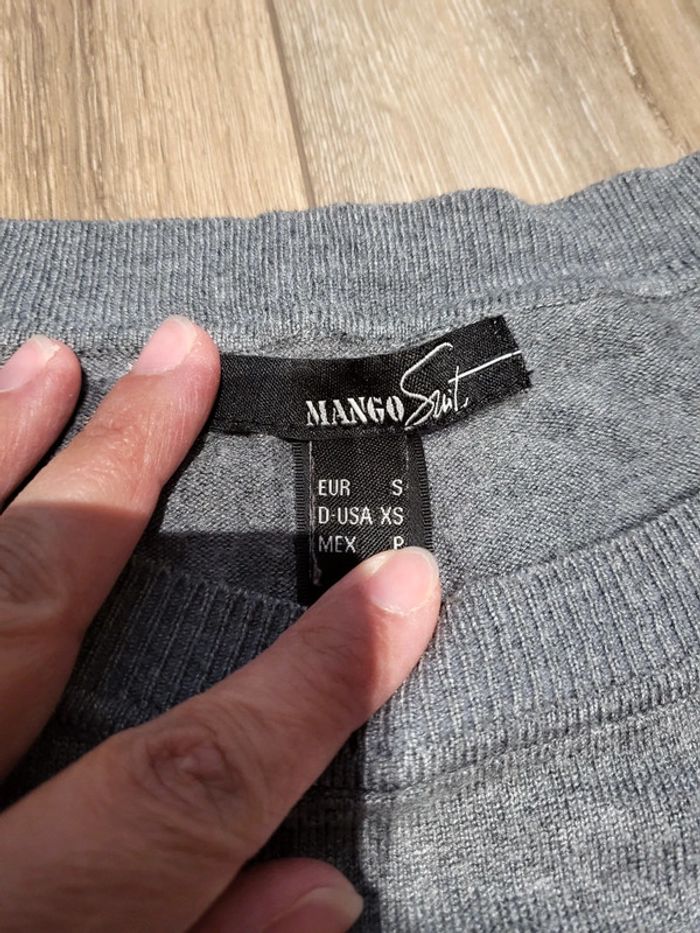 MANGO Suit.
EUR S
D-USA XS
MEX P